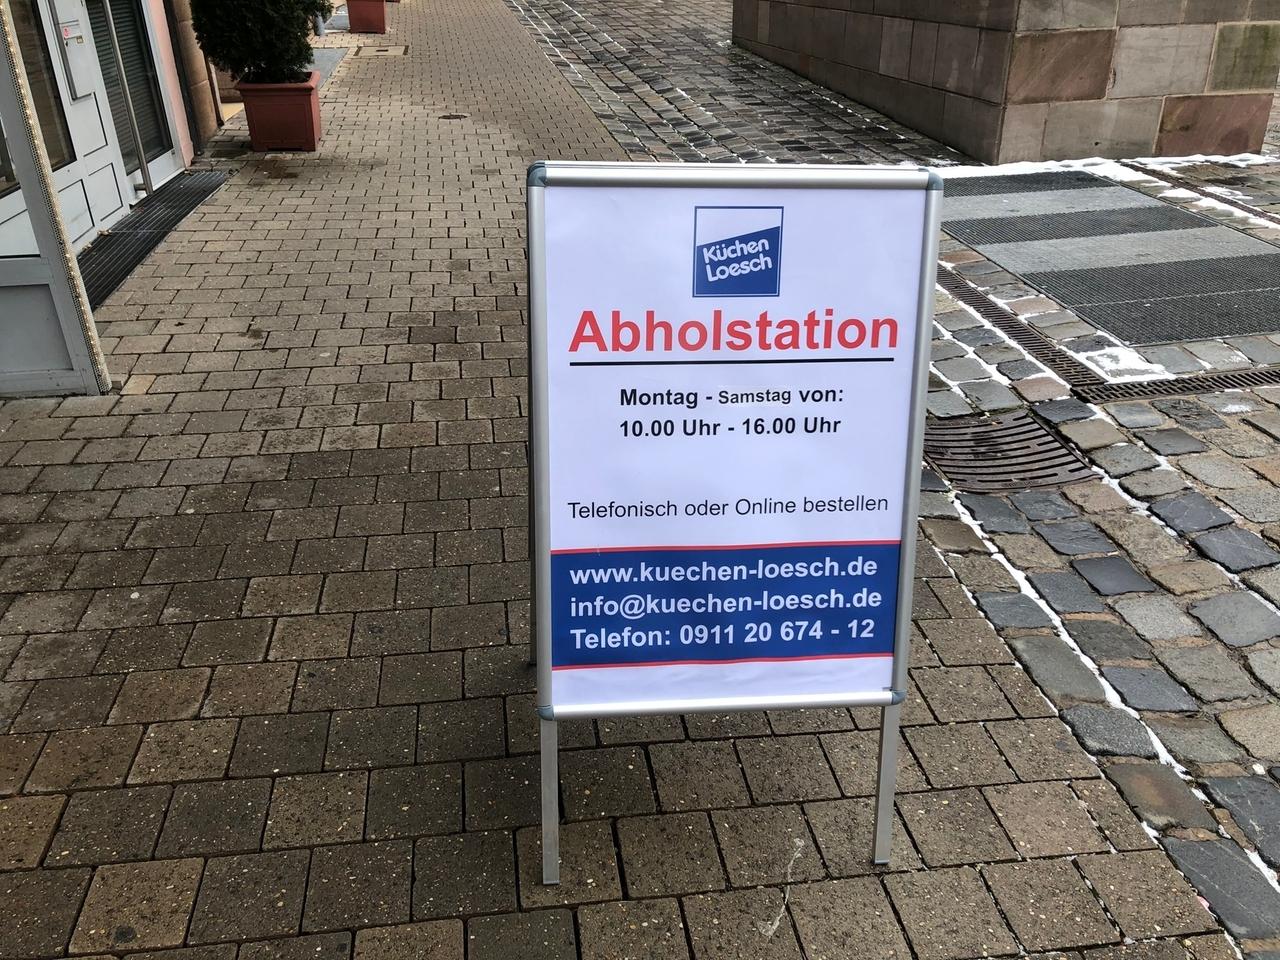 Küchen
Loesch
Abholstation
Montag - Samstag von:
10.00 Uhr - 16.00 Uhr
Telefonisch oder Online bestellen
www.kuechen-loesch.de
info@kuechen-loesch.de
Telefon: 0911 20 674 - 12